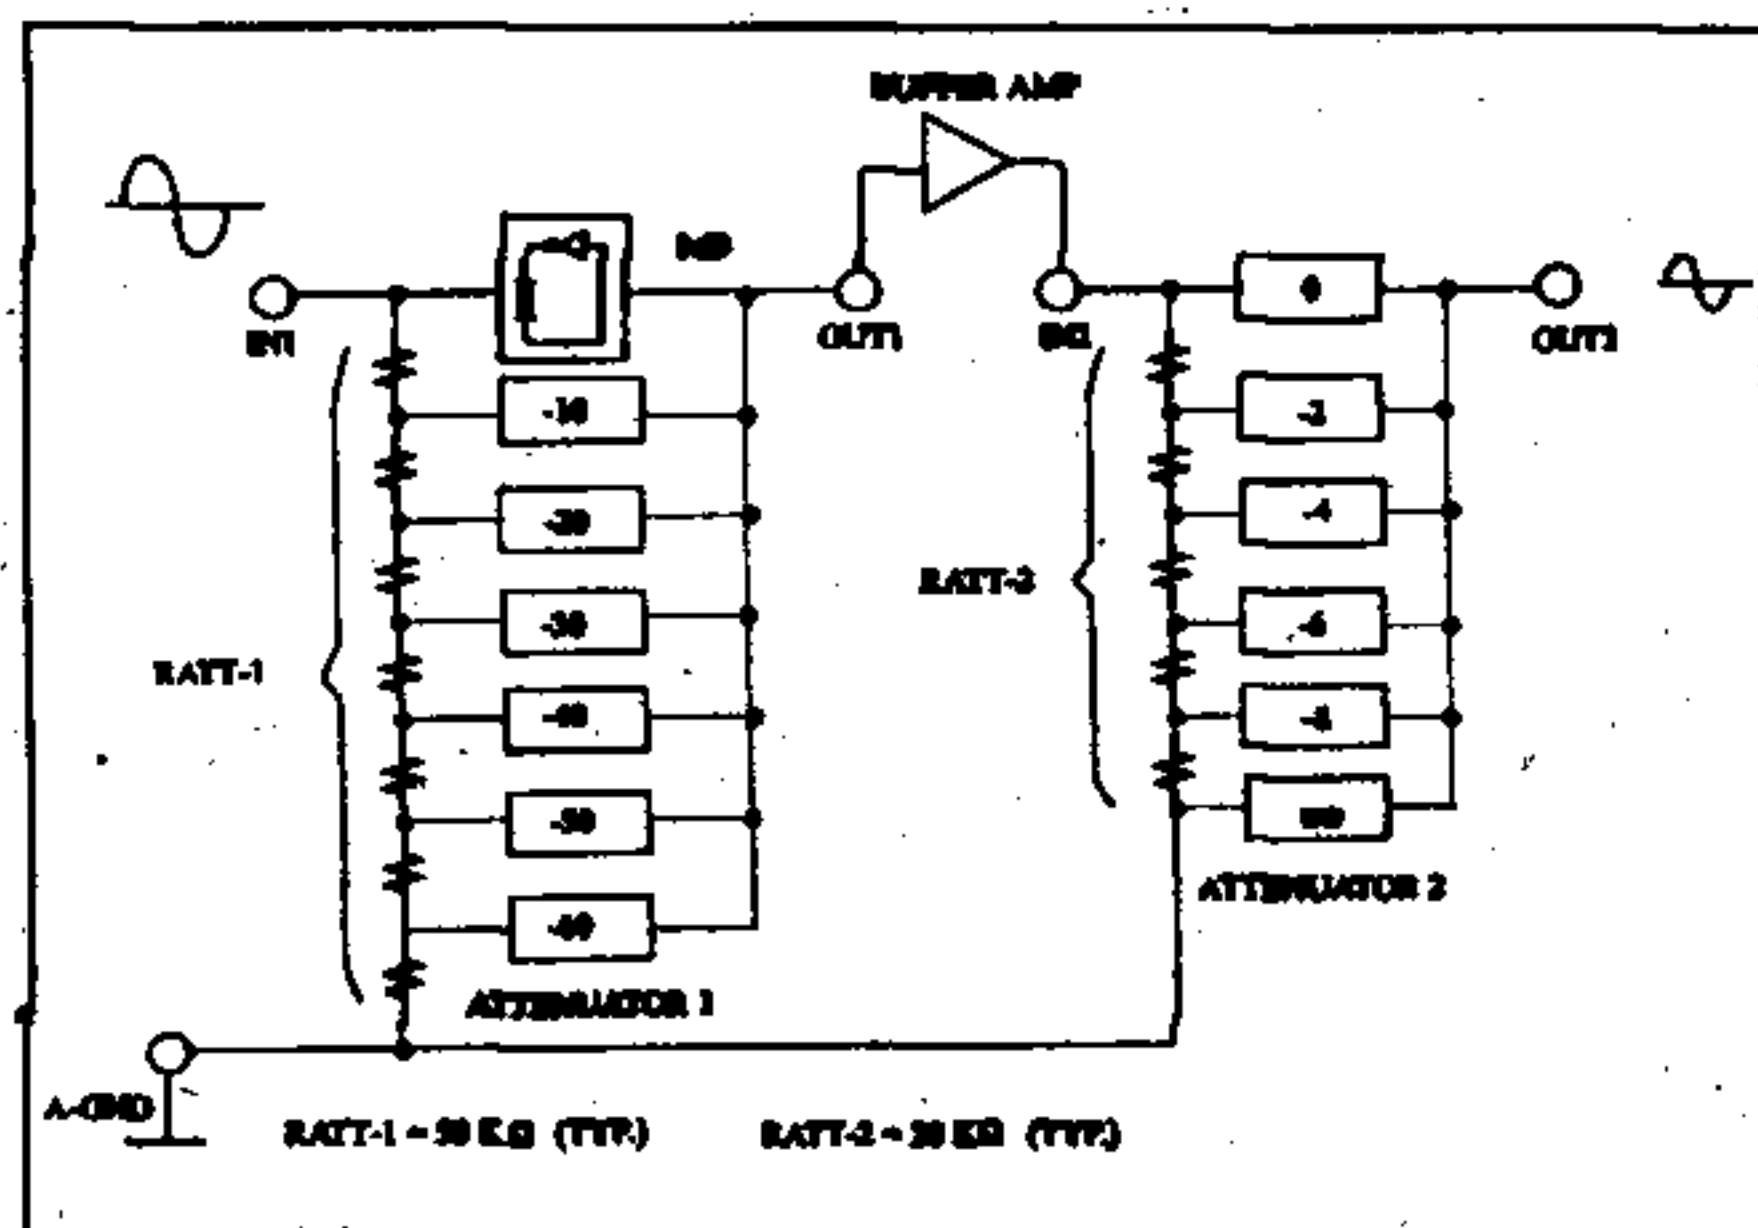 BUFFER AMP
IN1
OUT1
IN2
OUT2
0
-10
-2
-20
-4
-30
-6
-40
-8
-50
-60
RATT-1
RATT-2
ATTENUATOR 1
ATTENUATOR 2
A-GND
RATT-1 = 50 KΩ (TYP.)
RATT-2 = 20 KΩ (TYP.)